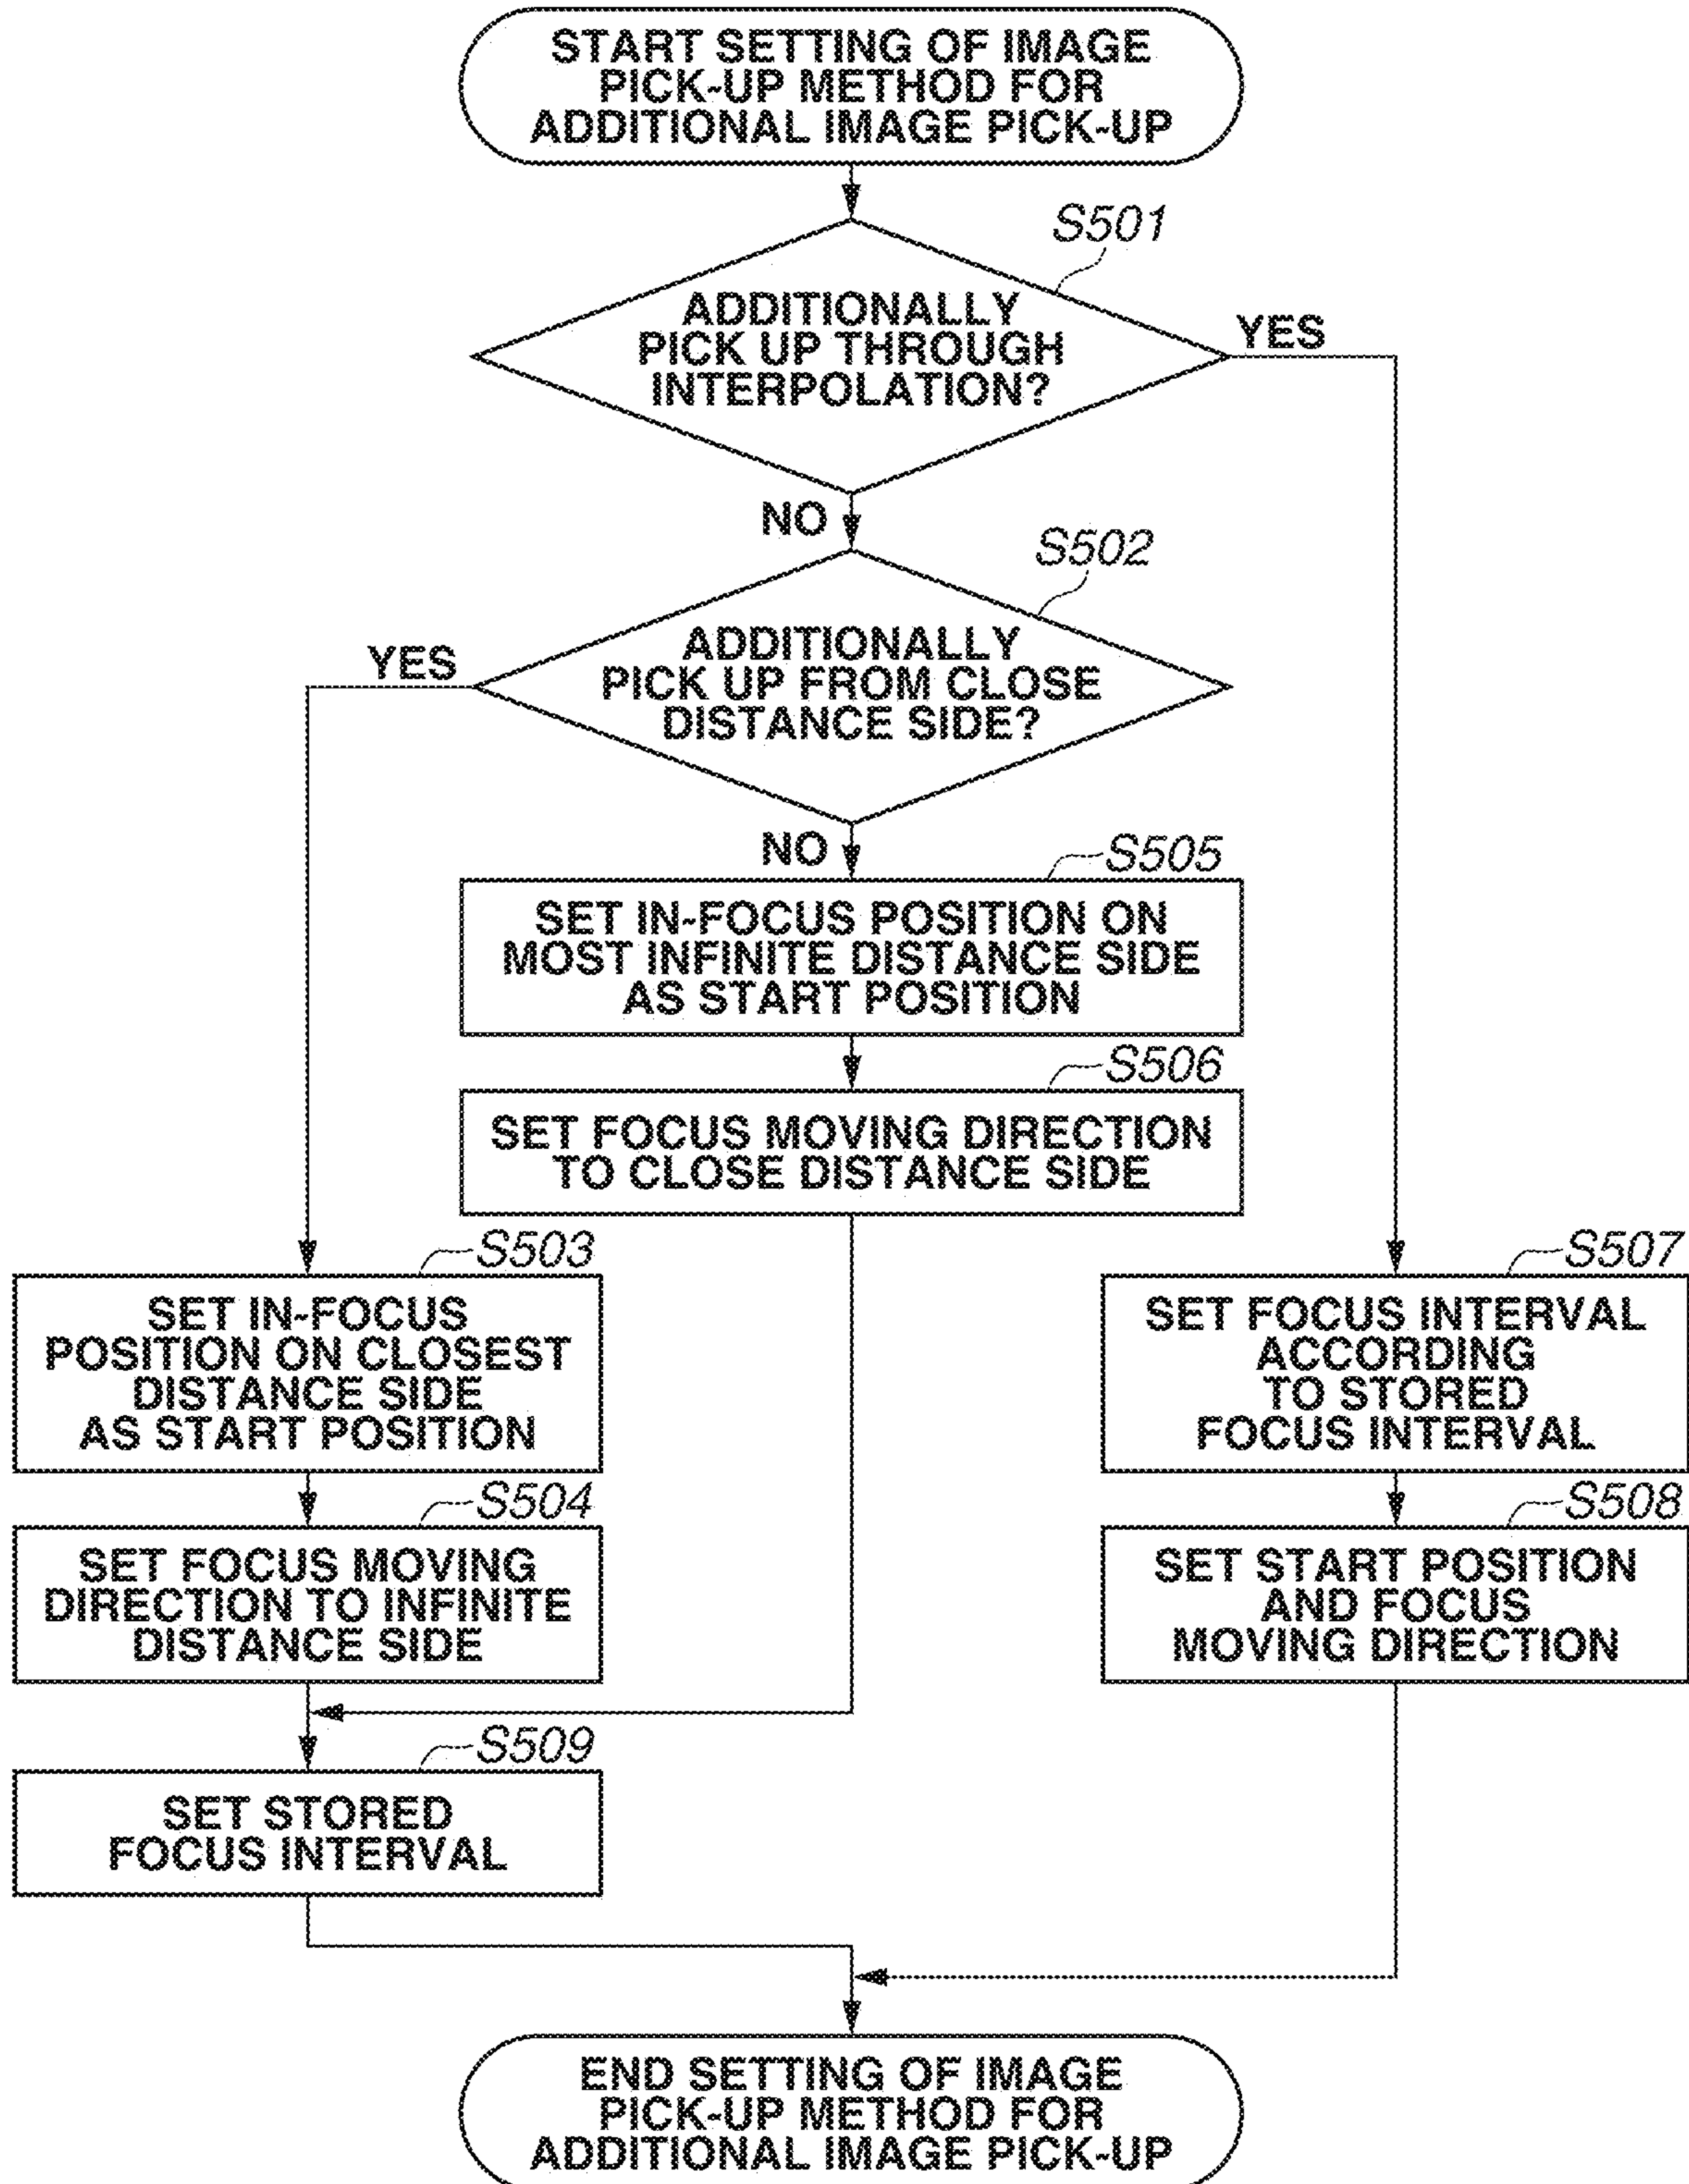 START SETTING OF IMAGE
PICK-UP METHOD FOR
ADDITIONAL IMAGE PICK-UP
S501
ADDITIONALLY
PICK UP THROUGH
INTERPOLATION?
YES
NO
S502
ADDITIONALLY
PICK UP FROM CLOSE
DISTANCE SIDE?
YES
NO
S505
SET IN-FOCUS POSITION ON
MOST INFINITE DISTANCE SIDE
AS START POSITION
S506
SET FOCUS MOVING DIRECTION
TO CLOSE DISTANCE SIDE
S503
SET IN-FOCUS
POSITION ON CLOSEST
DISTANCE SIDE
AS START POSITION
S507
SET FOCUS INTERVAL
ACCORDING
TO STORED
FOCUS INTERVAL
S504
SET FOCUS MOVING
DIRECTION TO INFINITE
DISTANCE SIDE
S508
SET START POSITION
AND FOCUS
MOVING DIRECTION
S509
SET STORED
FOCUS INTERVAL
END SETTING OF IMAGE
PICK-UP METHOD FOR
ADDITIONAL IMAGE PICK-UP